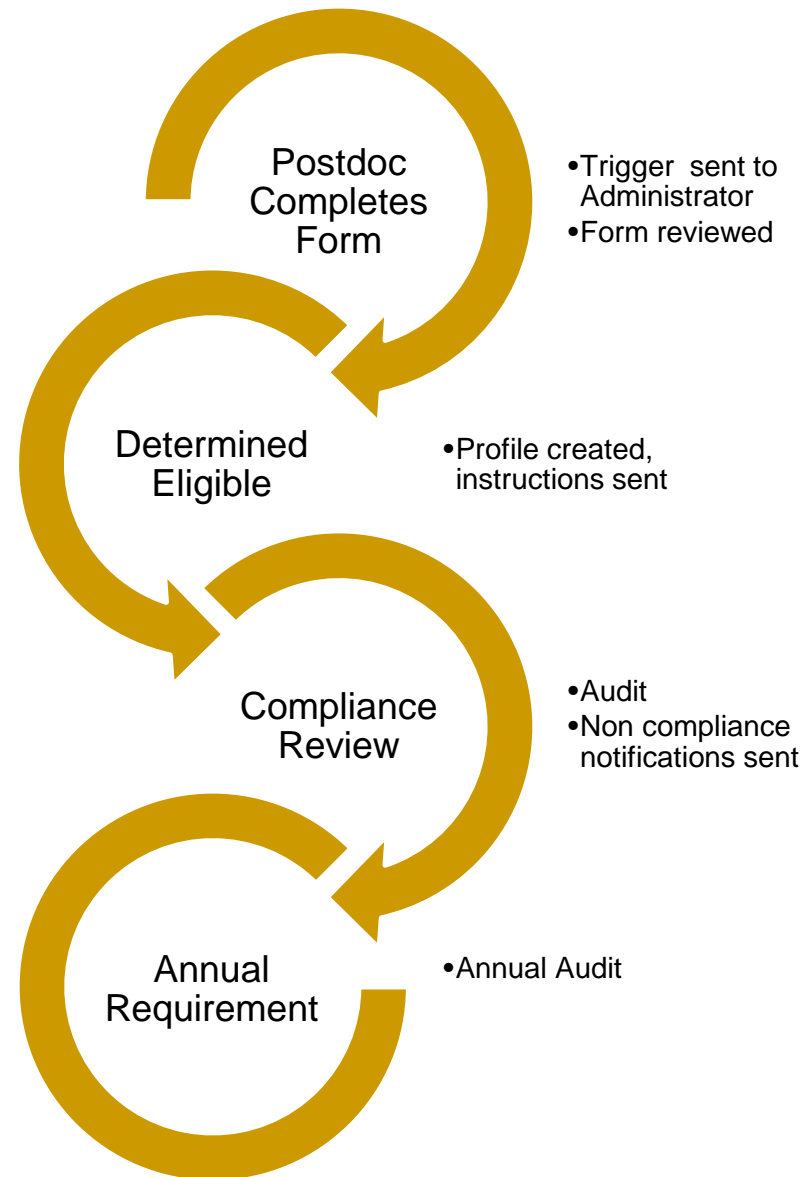 Postdoc
Completes
Form
•Trigger  sent to
Administrator
•Form reviewed
Determined
Eligible
•Profile created,
instructions sent
Compliance
Review
•Audit
•Non compliance
notifications sent
Annual
Requirement
•Annual Audit